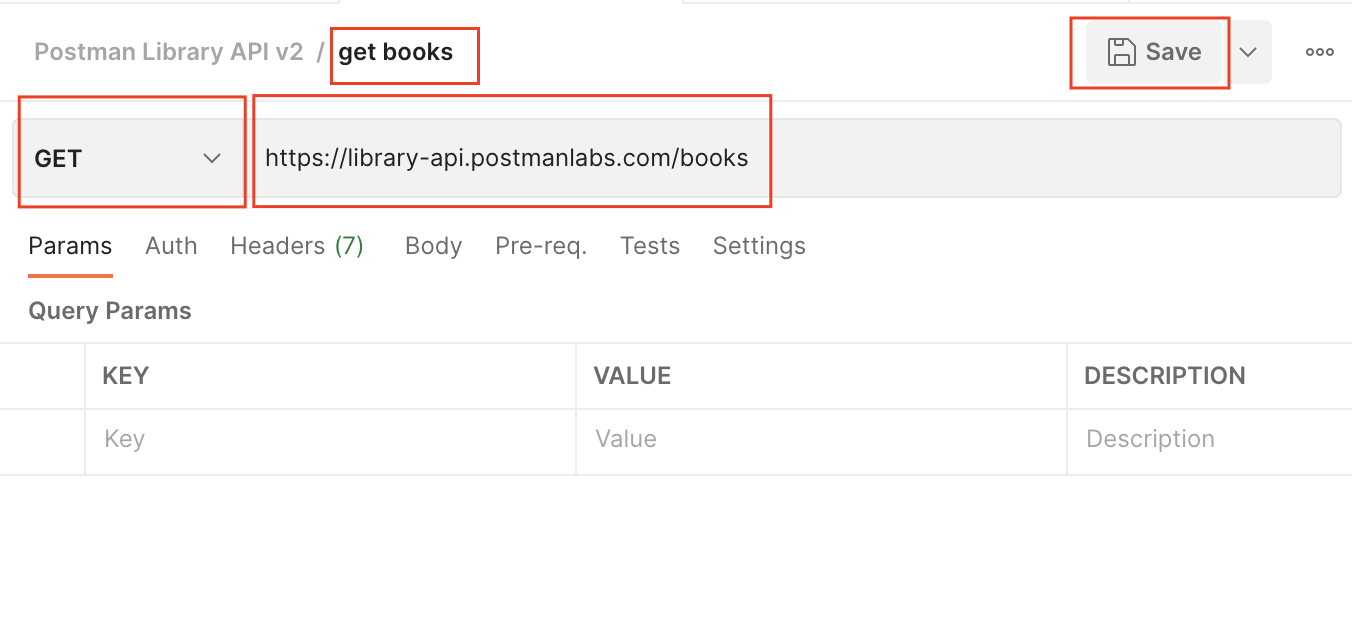 Postman Library API v2 / get books
Save
GET
https://library-api.postmanlabs.com/books
Params Auth Headers (7) Body Pre-req. Tests Settings
Query Params
KEY VALUE DESCRIPTION
Key Value Description